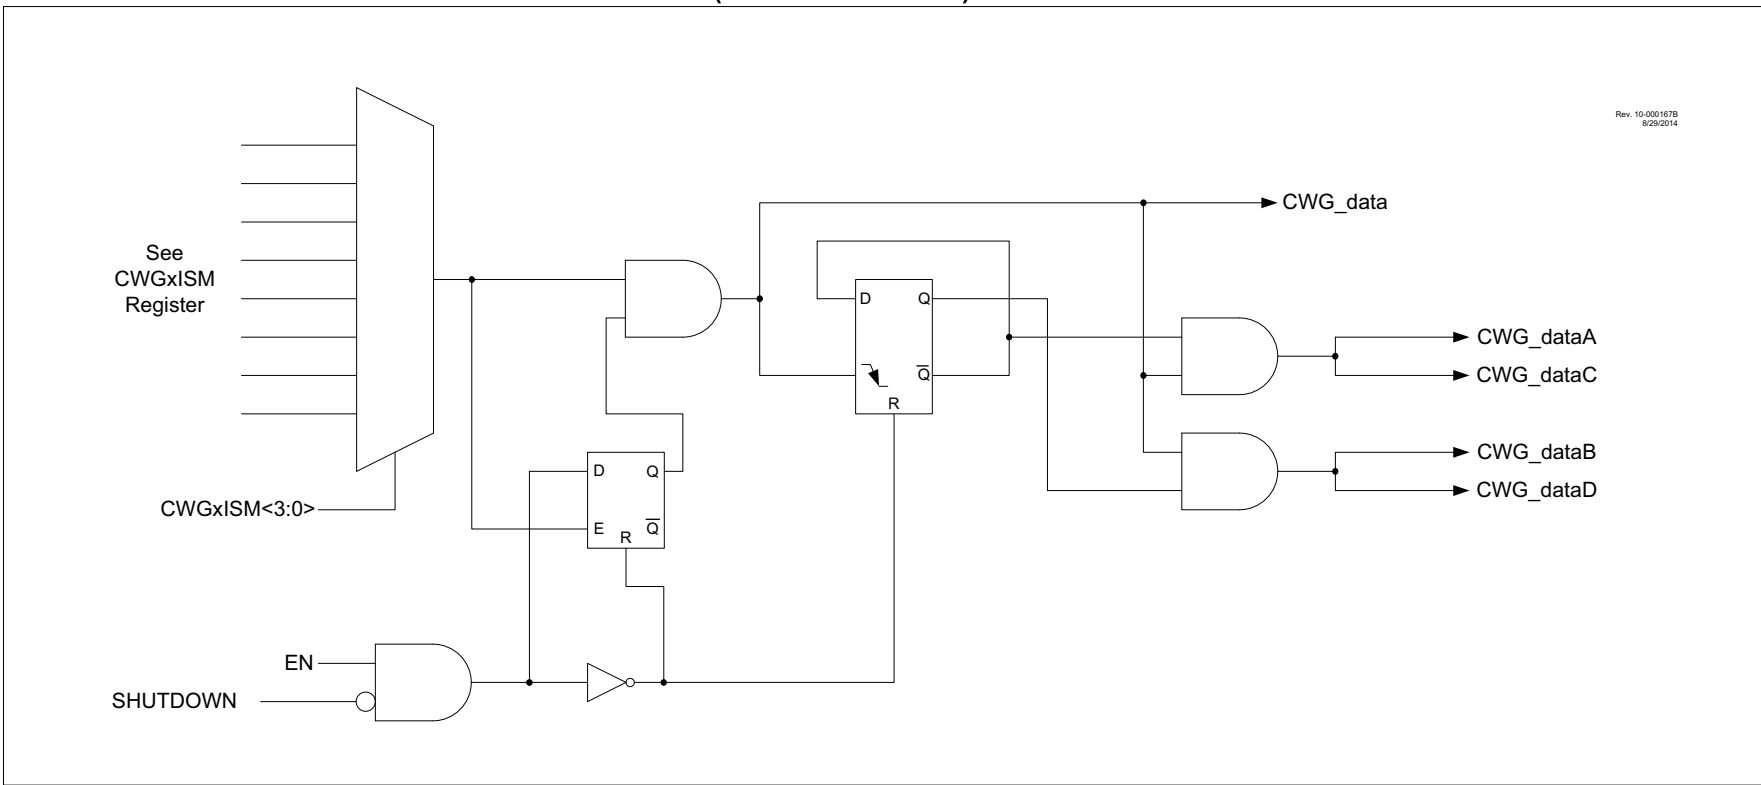 Rev. 10-000167B
8/29/2014
CWG_data
See
CWGxISM
Register
D
Q
Q
R
CWG_dataA
CWG_dataC
CWG_dataB
CWG_dataD
D
Q
E
Q
R
CWGxISM<3:0>
EN
SHUTDOWN